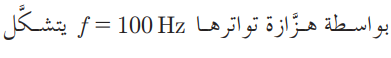 بواسطة هزَّازة تواترها f = 100 Hz يتشكَّل